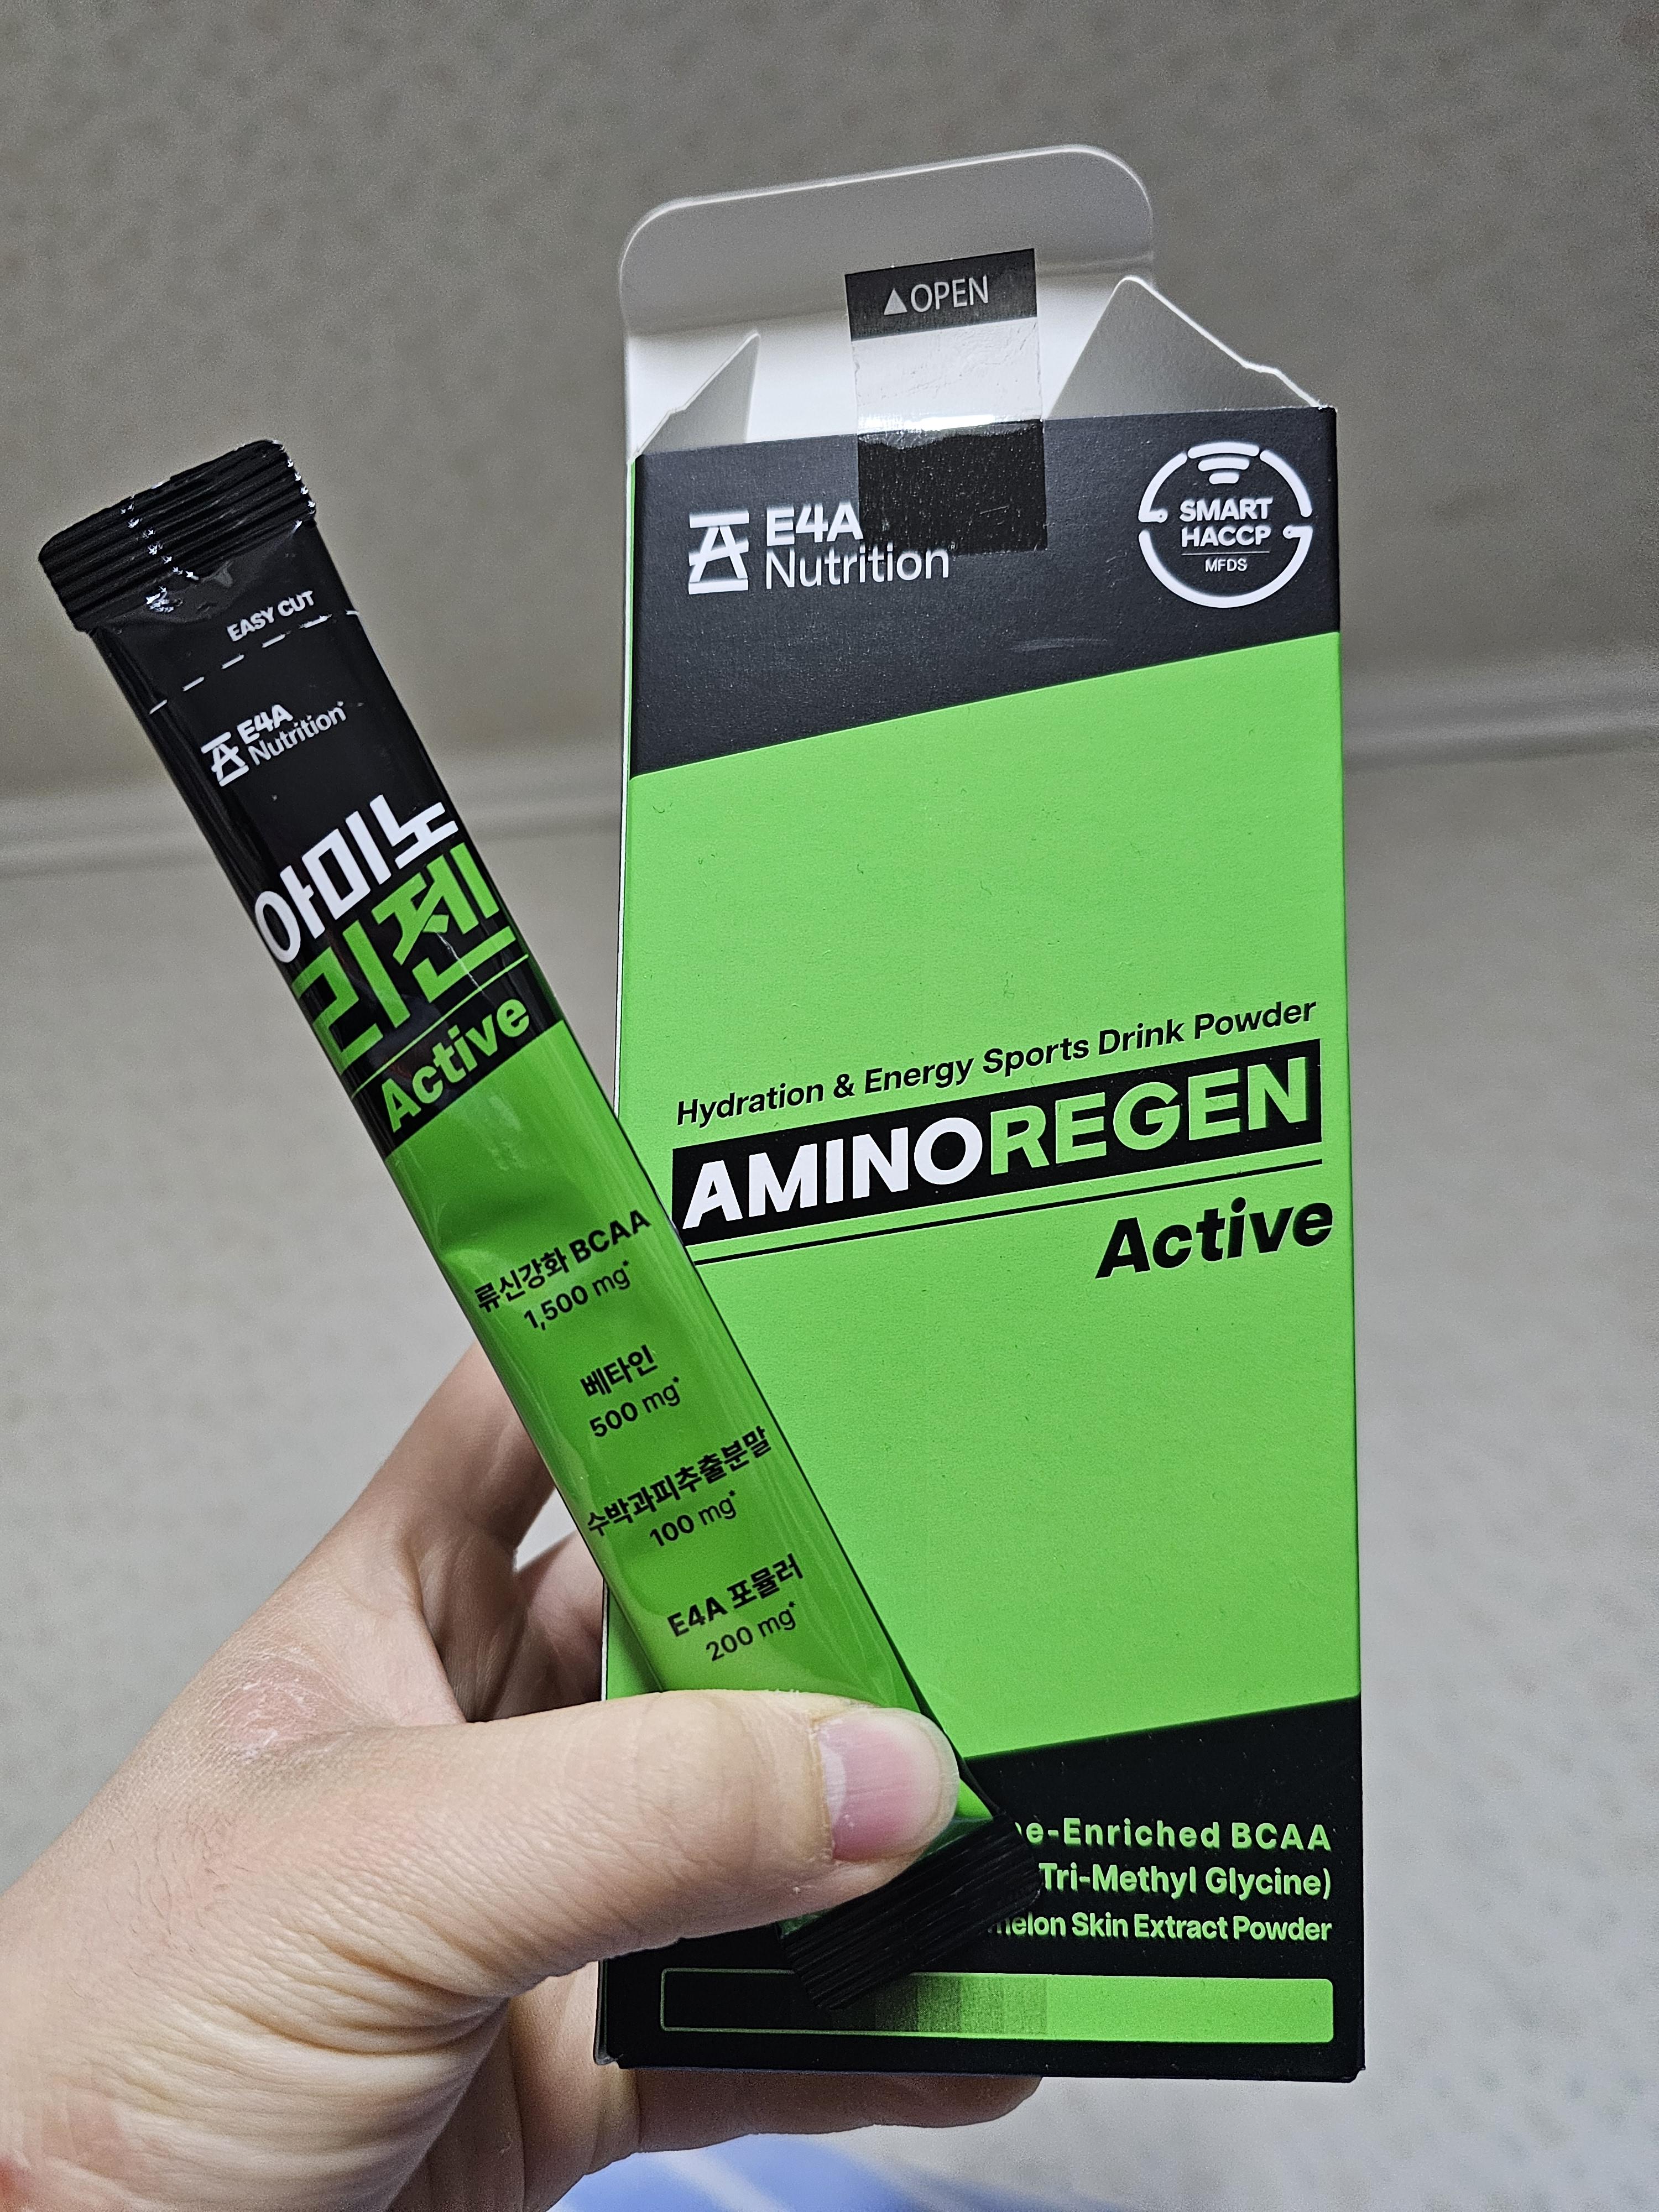 ▲OPEN
E4A
Nutrition
SMART
HACCP
MFDS
Hydration & Energy Sports Drink Powder
AMINOREGEN
Active
-Enriched BCAA
Tri-Methyl Glycine)
Skin Extract Powder
EASY CUT
E4A
Nutrition
아미노
리젠
Active
류신강화 BCAA
1,500 mg*
베타인
500 mg*
수박과피추출분말
100 mg*
E4A 포뮬러
200 mg*